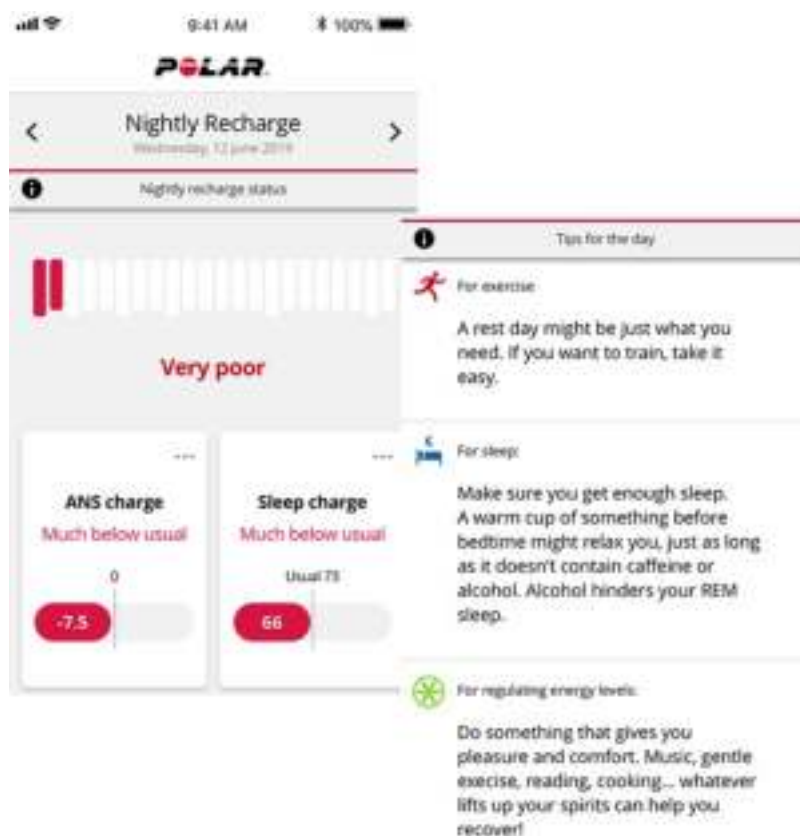 9:41 AM
100%
POLAR
Nightly Recharge
Wednesday, 12 june 2019
Nightly recharge status
Very poor
ANS charge
Much below usual
0
-7.5
Sleep charge
Much below usual
Usual 73
66
Tips for the day
For exercise
A rest day might be just what you
need. If you want to train, take it
easy.
For sleep:
Make sure you get enough sleep.
A warm cup of something before
bedtime might relax you, just as long
as it doesn't contain caffeine or
alcohol. Alcohol hinders your REM
sleep.
For regulating energy levels:
Do something that gives you
pleasure and comfort. Music, gentle
execise, reading, cooking... whatever
lifts up your spirits can help you
recover!